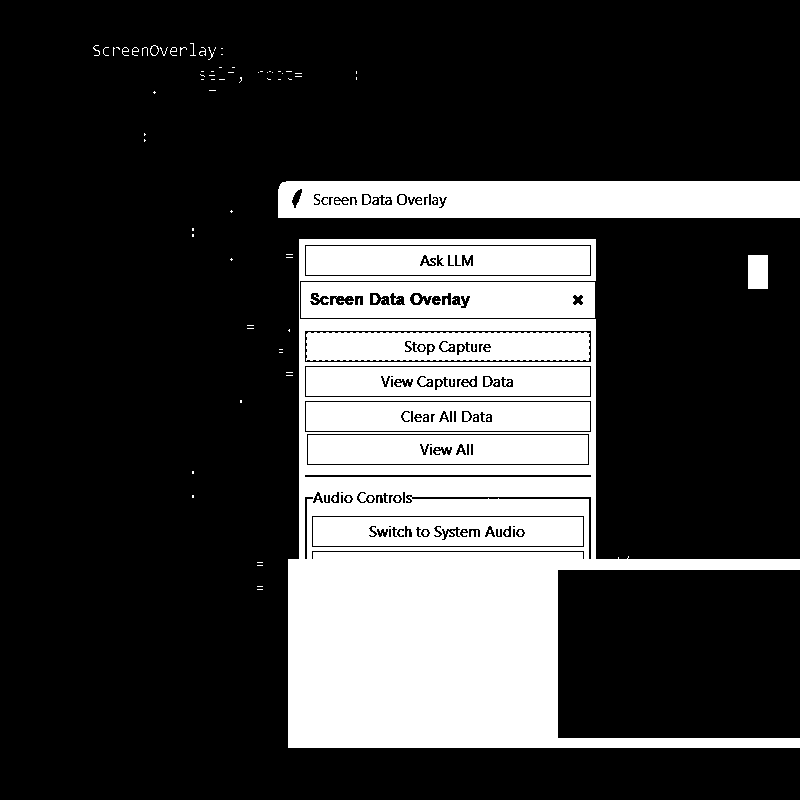 ScreenOverlay:
self, root= :
Screen Data Overlay
Ask LLM
Screen Data Overlay ✖
Stop Capture
View Captured Data
Clear All Data
View All
Audio Controls
Switch to System Audio